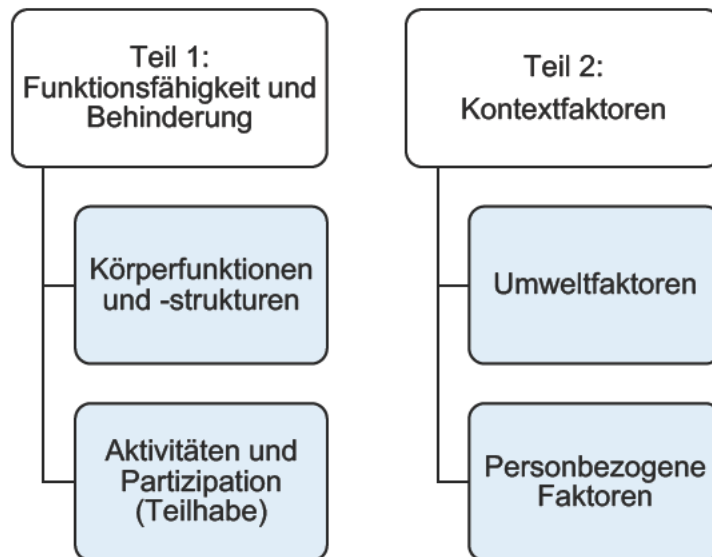 Teil 1:
Funktionsfähigkeit und
Behinderung
Körperfunktionen
und -strukturen
Aktivitäten und
Partizipation
(Teilhabe)
Teil 2:
Kontextfaktoren
Umweltfaktoren
Personbezogene
Faktoren